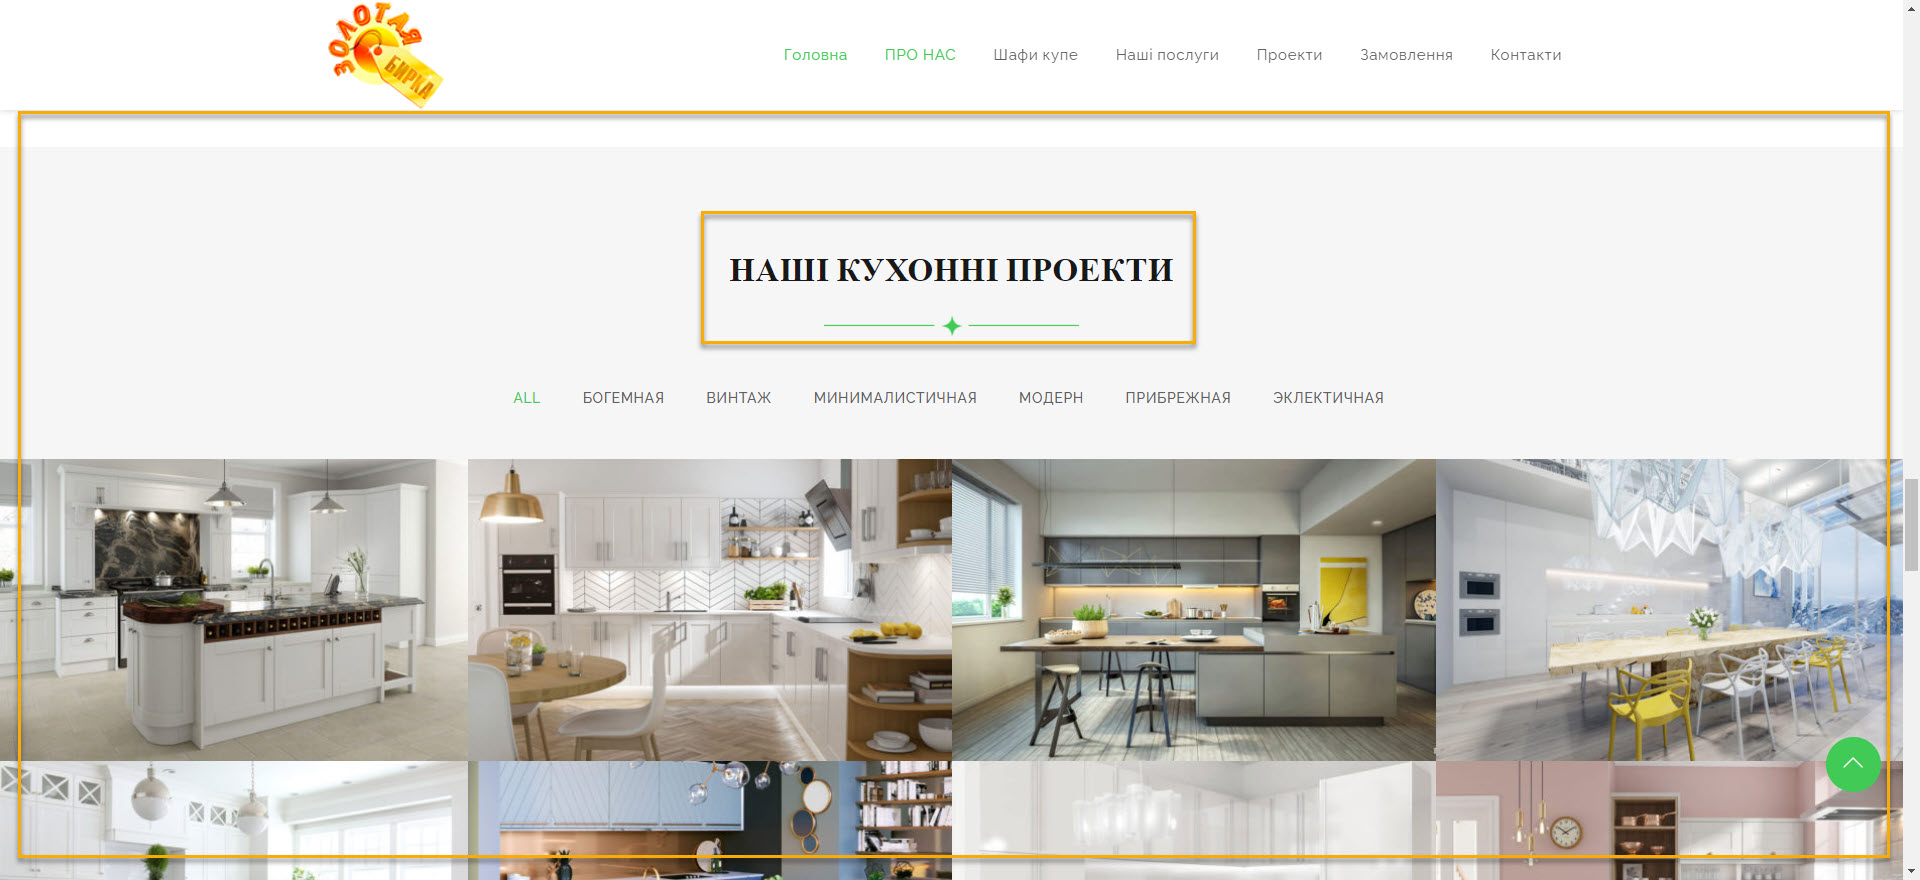 ЗОЛОТАЯ
БИРКА
Головна ПРО НАС Шафи купе Наші послуги Проекти Замовлення Контакти
НАШІ КУХОННІ ПРОЕКТИ
ALL БОГЕМНАЯ ВИНТАЖ МИНИМАЛИСТИЧНАЯ МОДЕРН ПРИБРЕЖНАЯ ЭКЛЕКТИЧНАЯ